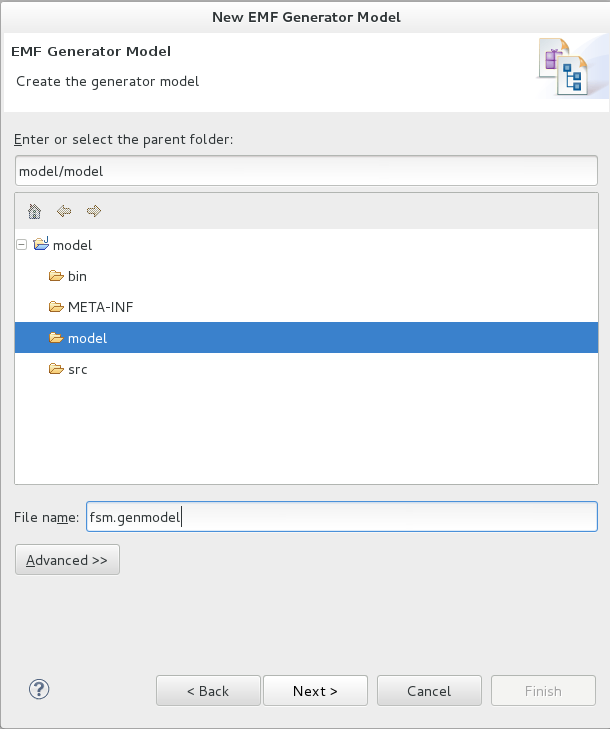 New EMF Generator Model
EMF Generator Model
Create the generator model
Enter or select the parent folder:
model/model
model
bin
META-INF
model
src
File name: fsm.genmodel
Advanced >>
< Back Next > Cancel Finish